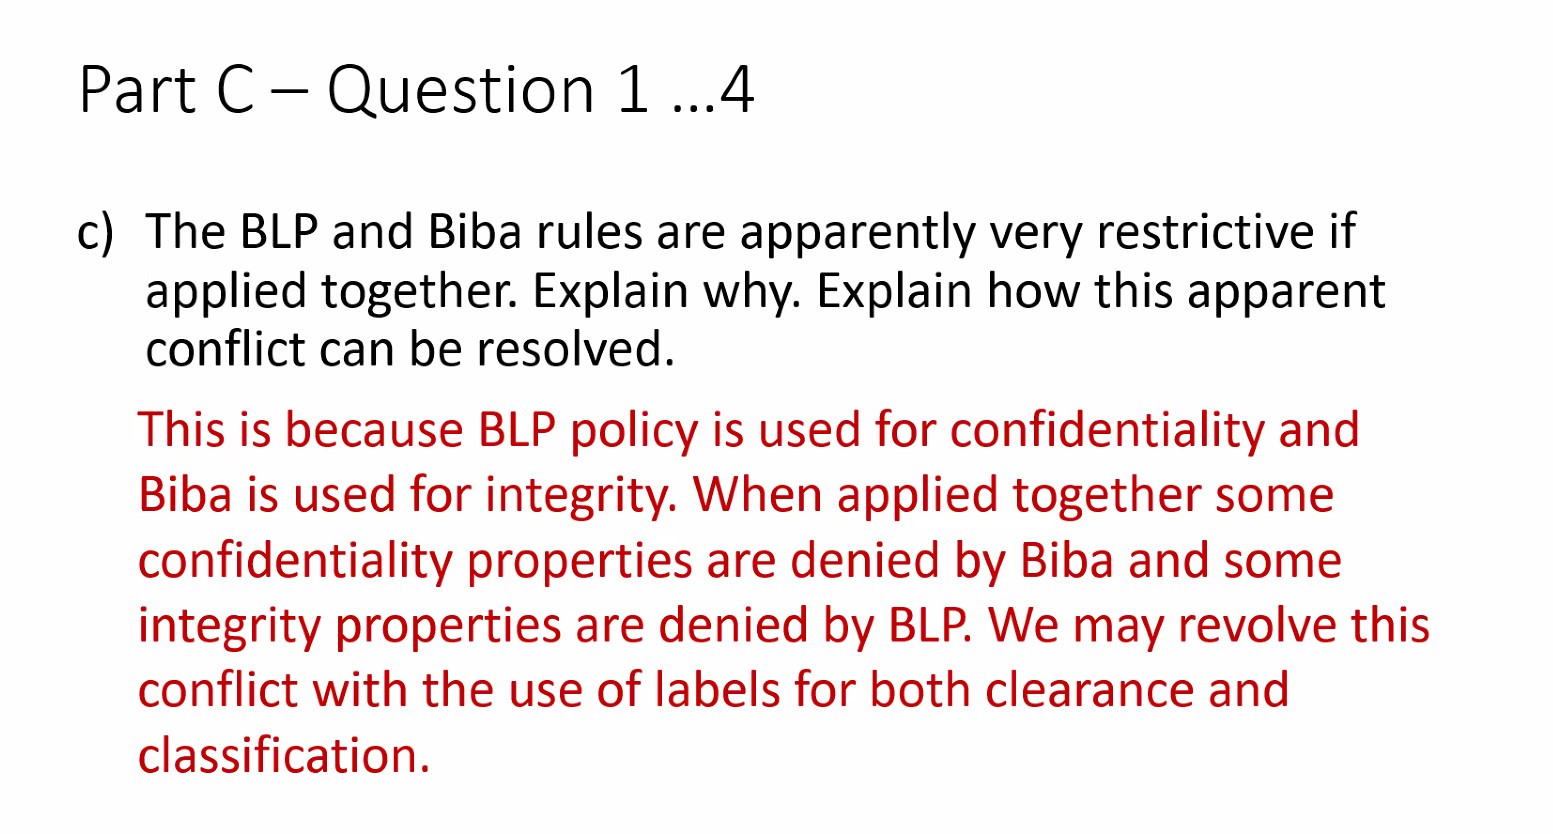 Part C – Question 1 …4
c) The BLP and Biba rules are apparently very restrictive if
applied together. Explain why. Explain how this apparent
conflict can be resolved.
This is because BLP policy is used for confidentiality and
Biba is used for integrity. When applied together some
confidentiality properties are denied by Biba and some
integrity properties are denied by BLP. We may revolve this
conflict with the use of labels for both clearance and
classification.